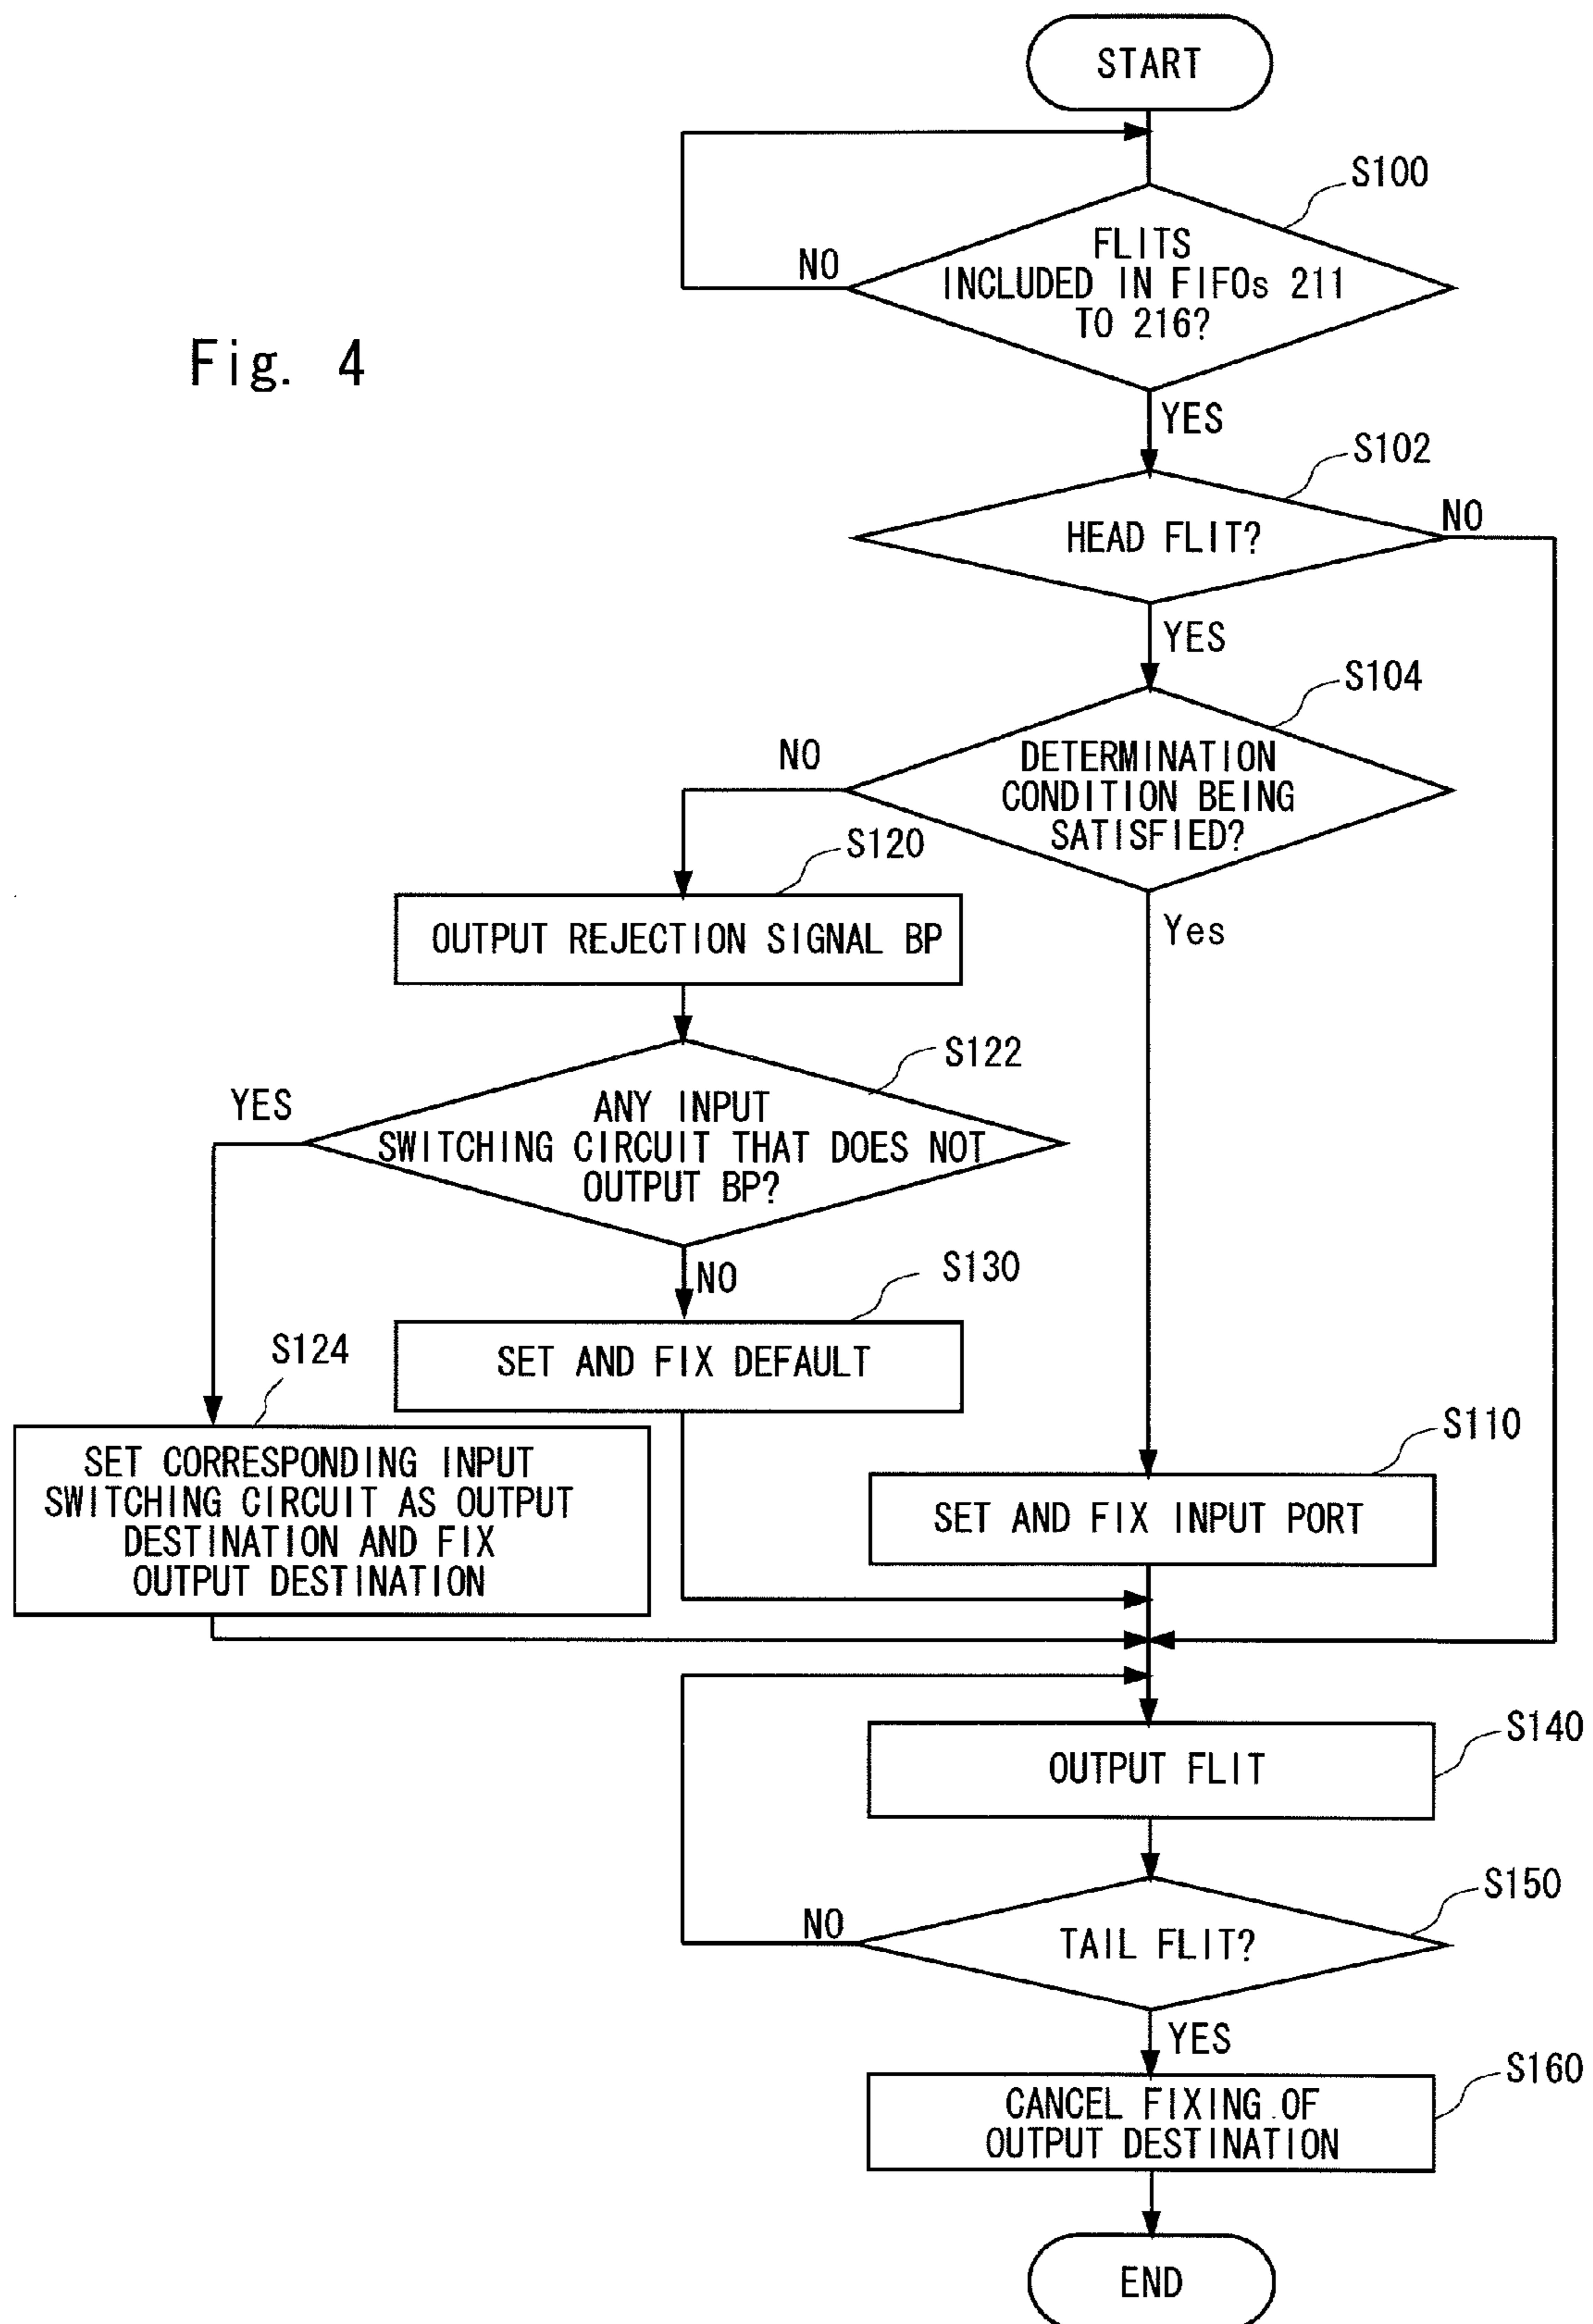 START
S100
FLITS
INCLUDED IN FIFOs 211
TO 216?
NO
Fig. 4
YES
S102
HEAD FLIT?
NO
YES
S104
NO
DETERMINATION
CONDITION BEING
SATISFIED?
S120
OUTPUT REJECTION SIGNAL BP
Yes
S122
YES
ANY INPUT
SWITCHING CIRCUIT THAT DOES NOT
OUTPUT BP?
NO
S130
SET AND FIX DEFAULT
S124
SET CORRESPONDING INPUT
SWITCHING CIRCUIT AS OUTPUT
DESTINATION AND FIX
OUTPUT DESTINATION
S110
SET AND FIX INPUT PORT
S140
OUTPUT FLIT
S150
NO
TAIL FLIT?
YES
S160
CANCEL FIXING OF
OUTPUT DESTINATION
END